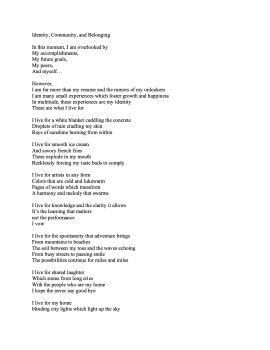 Identity, Community, and Belonging
In this moment, I am overlooked by
My accomplishments,
My future goals,
My peers,
And myself…
However,
I am far more than my resume and the rumors of my onlookers
I am many small experiences which foster growth and happiness
In multitude, these experiences are my identity
These are what I live for
I live for a white blanket cuddling the concrete
Droplets of rain cradling my skin
Rays of sunshine burning from within
I live for smooth ice cream
And savory french fries
These explode in my mouth
Recklessly forcing my taste buds to comply
I live for artists in any form
Colors that are cold and lukewarm
Pages of words which transform
A harmony and melody that swarms
I live for knowledge and the clarity it allows
It's the learning that matters
not the performance
I vow
I live for the spontaneity that adventure brings
From mountains to beaches
The soil between my toes and the waves echoing
From busy streets to passing smile
The possibilities continue for miles and miles
I live for shared laughter
Which stems from long cries
With the people who are my home
I hope the never say good bye
I live for my home
blinding city lights which light up the sky